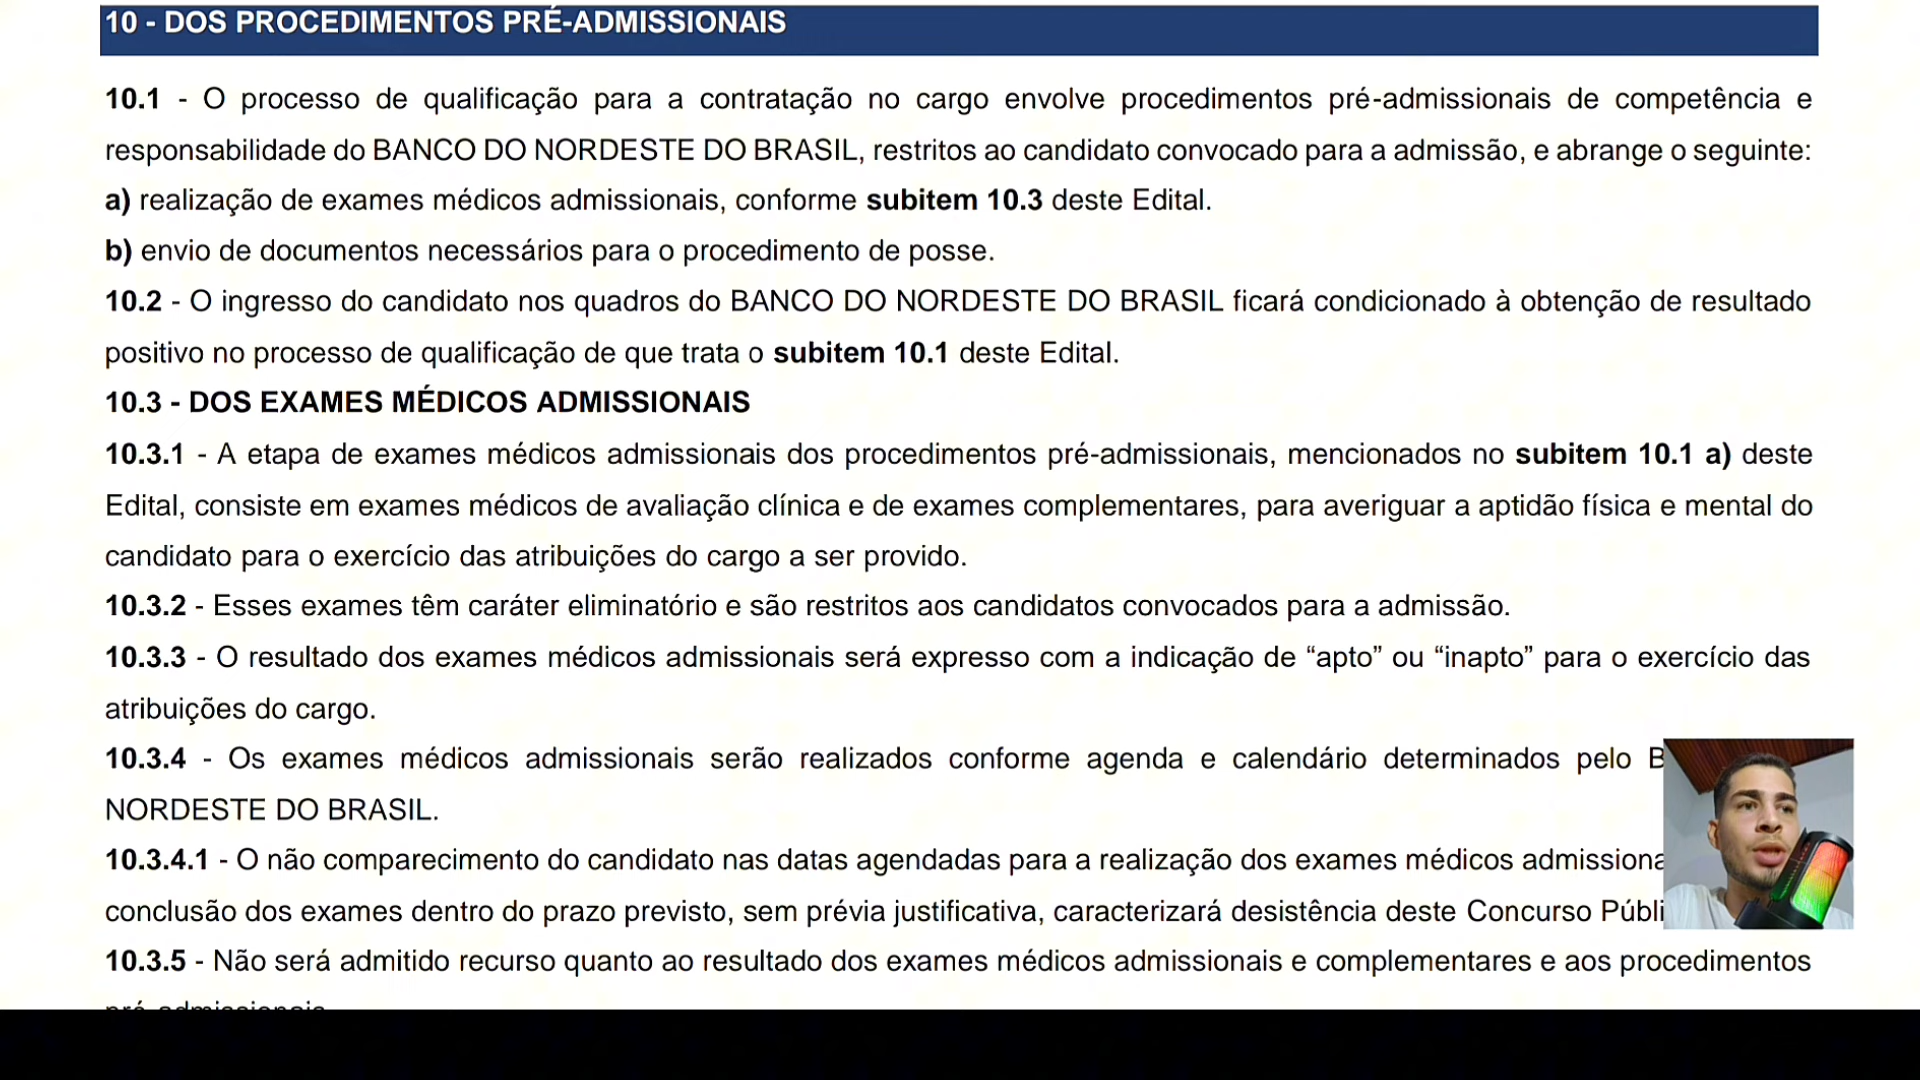 10 - DOS PROCEDIMENTOS PRÉ-ADMISSIONAIS
10.1 - O processo de qualificação para a contratação no cargo envolve procedimentos pré-admissionais de competência e
responsabilidade do BANCO DO NORDESTE DO BRASIL, restritos ao candidato convocado para a admissão, e abrange o seguinte:
a) realização de exames médicos admissionais, conforme subitem 10.3 deste Edital.
b) envio de documentos necessários para o procedimento de posse.
10.2 - O ingresso do candidato nos quadros do BANCO DO NORDESTE DO BRASIL ficará condicionado à obtenção de resultado
positivo no processo de qualificação de que trata o subitem 10.1 deste Edital.
10.3 - DOS EXAMES MÉDICOS ADMISSIONAIS
10.3.1 - A etapa de exames médicos admissionais dos procedimentos pré-admissionais, mencionados no subitem 10.1 a) deste
Edital, consiste em exames médicos de avaliação clínica e de exames complementares, para averiguar a aptidão física e mental do
candidato para o exercício das atribuições do cargo a ser provido.
10.3.2 - Esses exames têm caráter eliminatório e são restritos aos candidatos convocados para a admissão.
10.3.3 - O resultado dos exames médicos admissionais será expresso com a indicação de “apto” ou “inapto” para o exercício das
atribuições do cargo.
10.3.4 - Os exames médicos admissionais serão realizados conforme agenda e calendário determinados pelo
NORDESTE DO BRASIL.
10.3.4.1 - O não comparecimento do candidato nas datas agendadas para a realização dos exames médicos
conclusão dos exames dentro do prazo previsto, sem prévia justificativa, caracterizará desistência deste Concurso
10.3.5 - Não será admitido recurso quanto ao resultado dos exames médicos admissionais e complementares e aos procedimentos